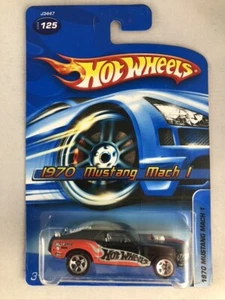 J3447
125
HOT WHEELS
1970 Mustang Mach 1
HOT WHEELS
1970 MUSTANG MACH 1